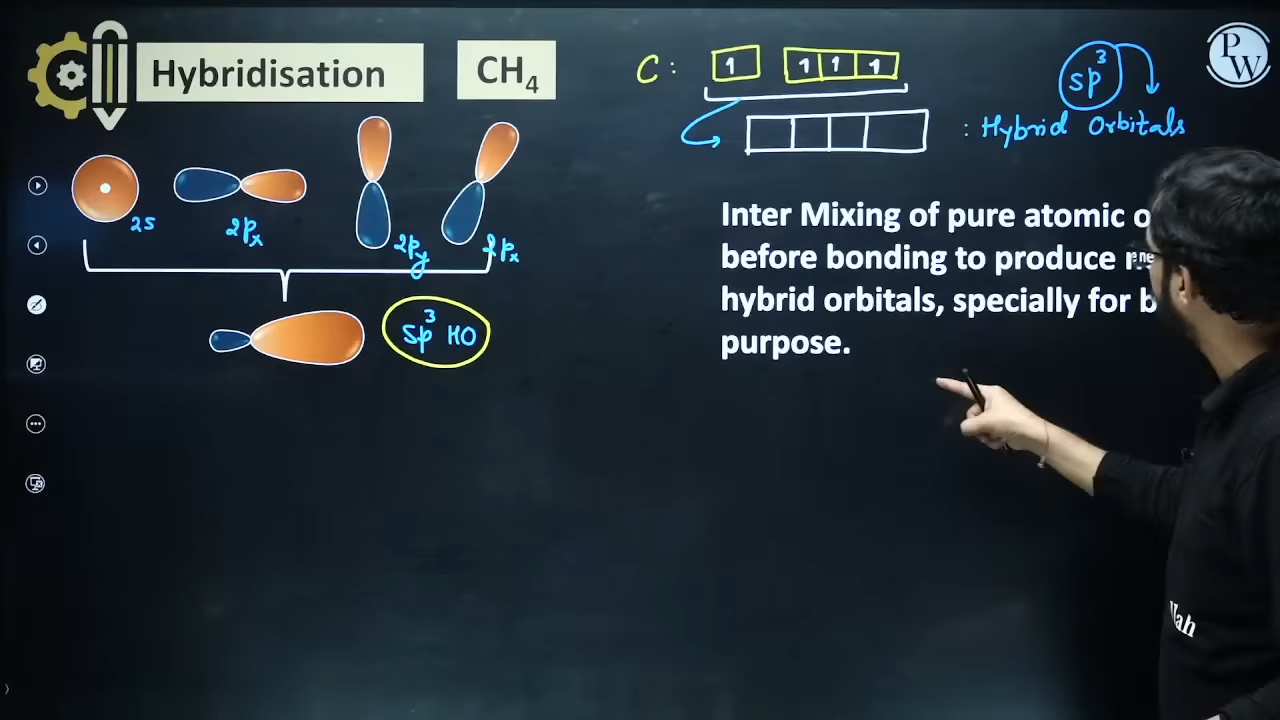 Hybridisation
CH₄
C: 1 1 1 1
sp³
: Hybrid Orbitals
PW
2s
2pₓ
2pᵧ
2pₓ
sp³ HO
Inter Mixing of pure atomic
before bonding to produce
hybrid orbitals, specially for
purpose.